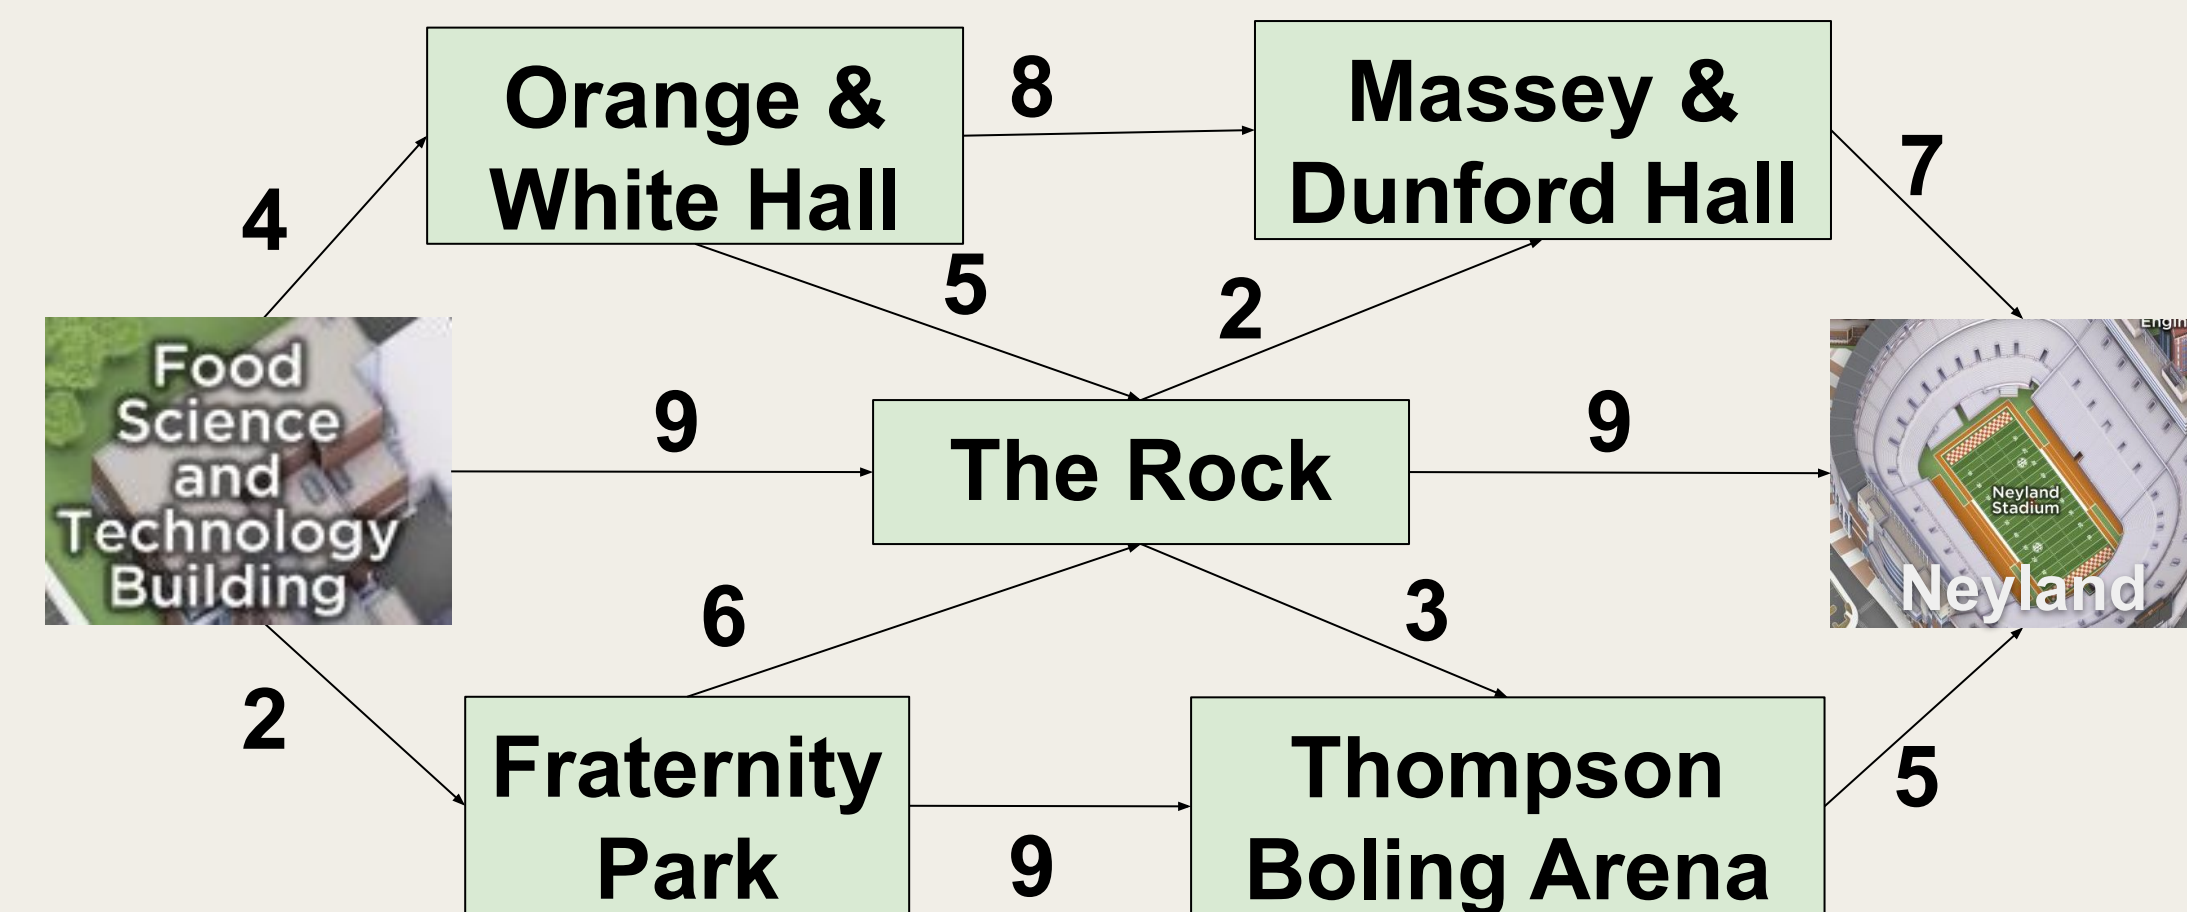 Orange &
White Hall
8
Massey &
Dunford Hall
7
4
5
2
Food
Science
and
Technology
Building
9
The Rock
9
Neyland
Stadium
Neyland
6
3
2
Fraternity
Park
9
Thompson
Boling Arena
5